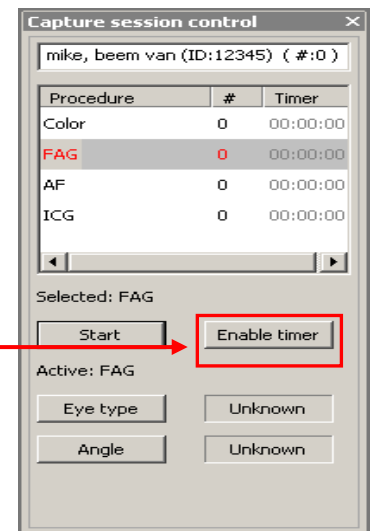 Capture session control ×
mike, beem van (ID:12345) ( #:0 )
Procedure # Timer
Color 0 00:00:00
FAG 0 00:00:00
AF 0 00:00:00
ICG 0 00:00:00
Selected: FAG
Start Enable timer
Active: FAG
Eye type Unknown
Angle Unknown